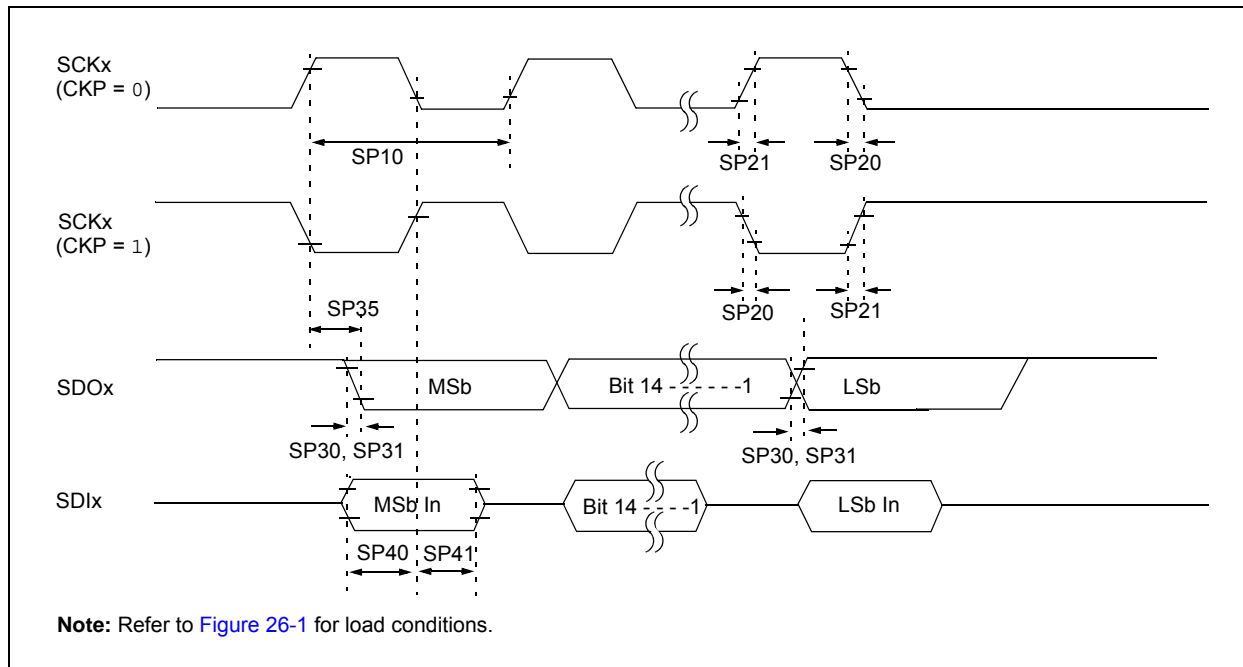 SCKx
(CKP = 0)
SP10
SP21
SP20
SCKx
(CKP = 1)
SP35
SP20
SP21
SDOx
MSb
Bit 14 - - - - - -1
LSb
SP30, SP31
SP30, SP31
SDIx
MSb In
Bit 14 - - - -1
LSb In
SP40
SP41
Note: Refer to Figure 26-1 for load conditions.